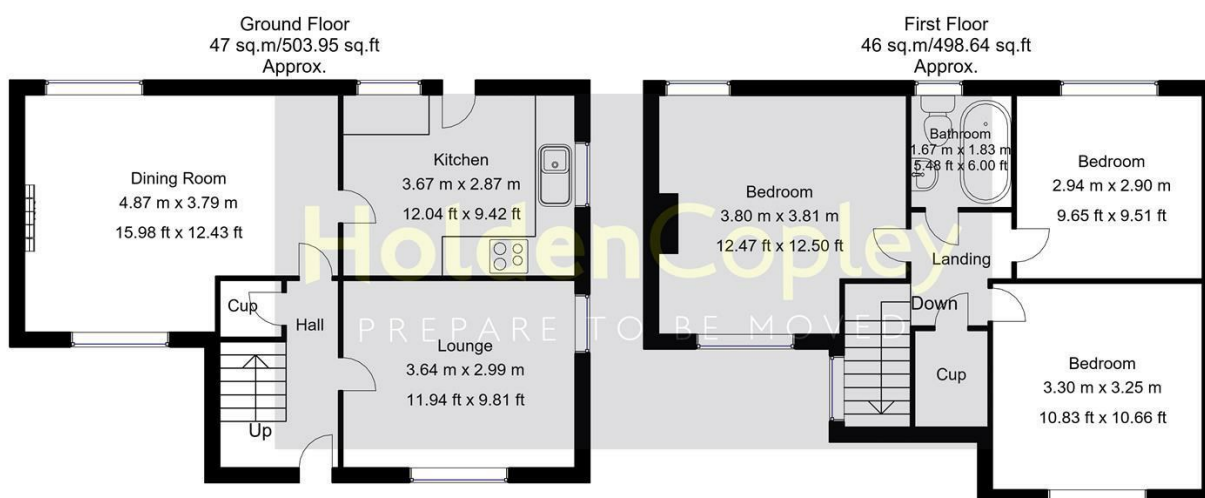 Ground Floor
47 sq.m/503.95 sq.ft
Approx.
Dining Room
4.87 m x 3.79 m
15.98 ft x 12.43 ft
Kitchen
3.67 m x 2.87 m
12.04 ft x 9.42 ft
Cup
Hall
Lounge
3.64 m x 2.99 m
11.94 ft x 9.81 ft
Up
First Floor
46 sq.m/498.64 sq.ft
Approx.
Bedroom
3.80 m x 3.81 m
12.47 ft x 12.50 ft
Bathroom
1.67 m x 1.83 m
5.48 ft x 6.00 ft
Bedroom
2.94 m x 2.90 m
9.65 ft x 9.51 ft
Landing
Down
Cup
Bedroom
3.30 m x 3.25 m
10.83 ft x 10.66 ft
HoldenCopley
PREPARE TO BE MOVED